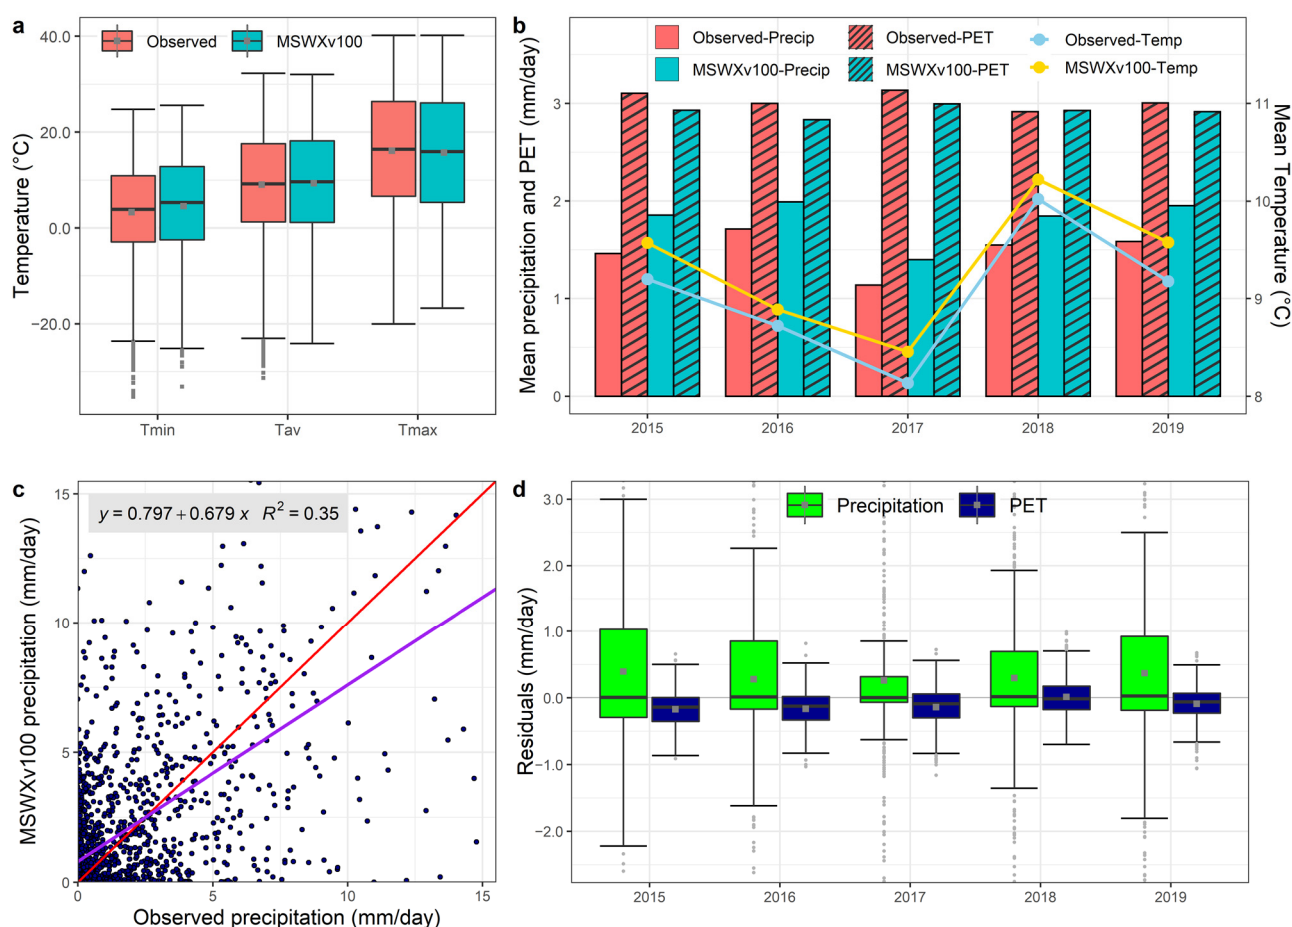 a
Observed
MSWXv100
Temperature (°C)
40.0
20.0
0.0
−20.0
Tmin
Tav
Tmax
b
Observed-Precip
Observed-PET
Observed-Temp
MSWXv100-Precip
MSWXv100-PET
MSWXv100-Temp
Mean precipitation and PET (mm/day)
3
2
1
0
Mean Temperature (°C)
11
10
9
8
2015
2016
2017
2018
2019
c
y = 0.797 + 0.679 x R² = 0.35
MSWXv100 precipitation (mm/day)
15
10
5
0
0
5
10
15
Observed precipitation (mm/day)
d
Precipitation
PET
Residuals (mm/day)
3.0
2.0
1.0
0.0
−1.0
−2.0
2015
2016
2017
2018
2019